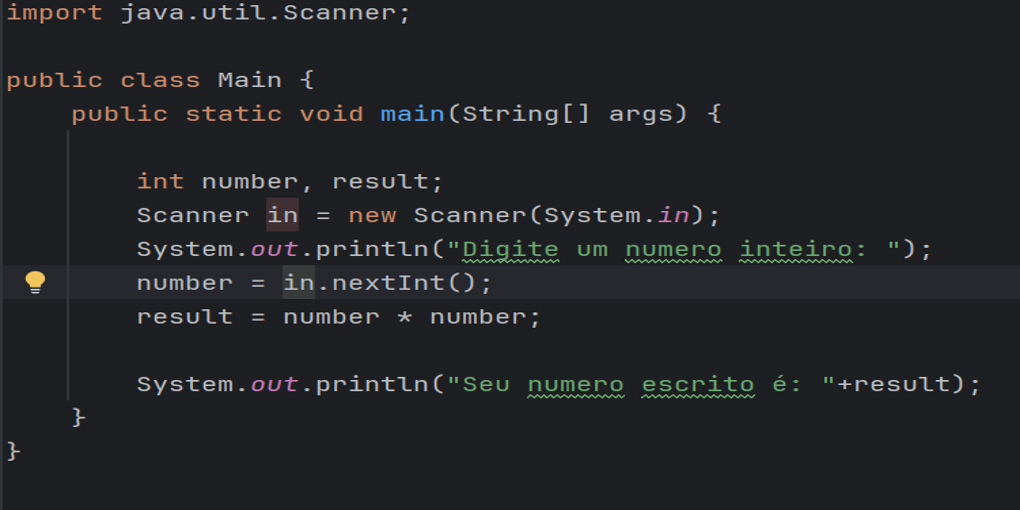 import java.util.Scanner;
public class Main {
public static void main(String[] args) {
int number, result;
Scanner in = new Scanner(System.in);
System.out.println("Digite um numero inteiro: ");
number = in.nextInt();
result = number * number;
System.out.println("Seu numero escrito é: "+result);
}
}